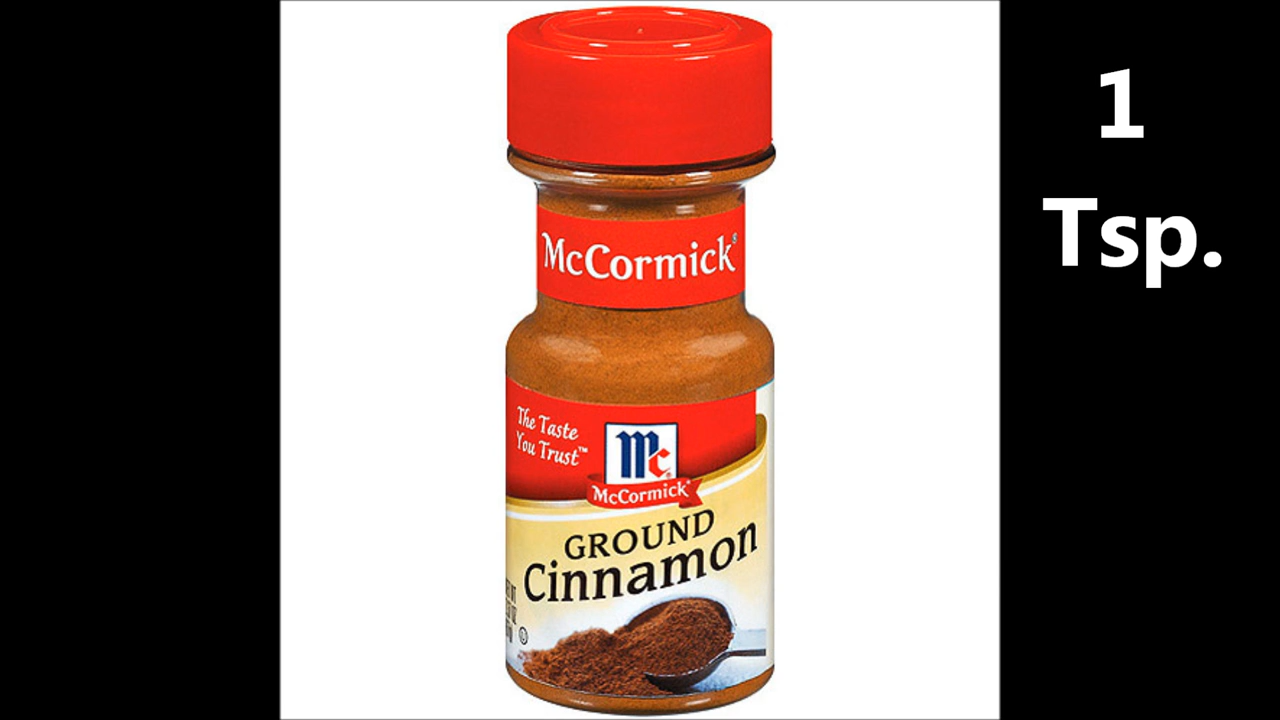 1
Tsp.
McCormick®
The Taste
You Trust™
Mc
McCormick®
GROUND
Cinnamon